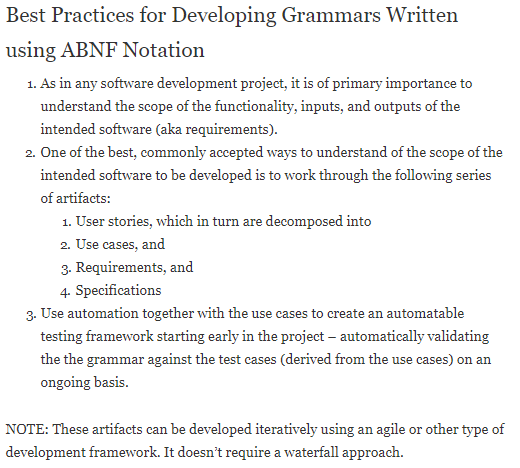 Best Practices for Developing Grammars Written
using ABNF Notation
1. As in any software development project, it is of primary importance to
understand the scope of the functionality, inputs, and outputs of the
intended software (aka requirements).
2. One of the best, commonly accepted ways to understand of the scope of the
intended software to be developed is to work through the following series
of artifacts:
1. User stories, which in turn are decomposed into
2. Use cases, and
3. Requirements, and
4. Specifications
3. Use automation together with the use cases to create an automatable
testing framework starting early in the project – automatically validating
the the grammar against the test cases (derived from the use cases) on an
ongoing basis.
NOTE: These artifacts can be developed iteratively using an agile or other type of
development framework. It doesn’t require a waterfall approach.